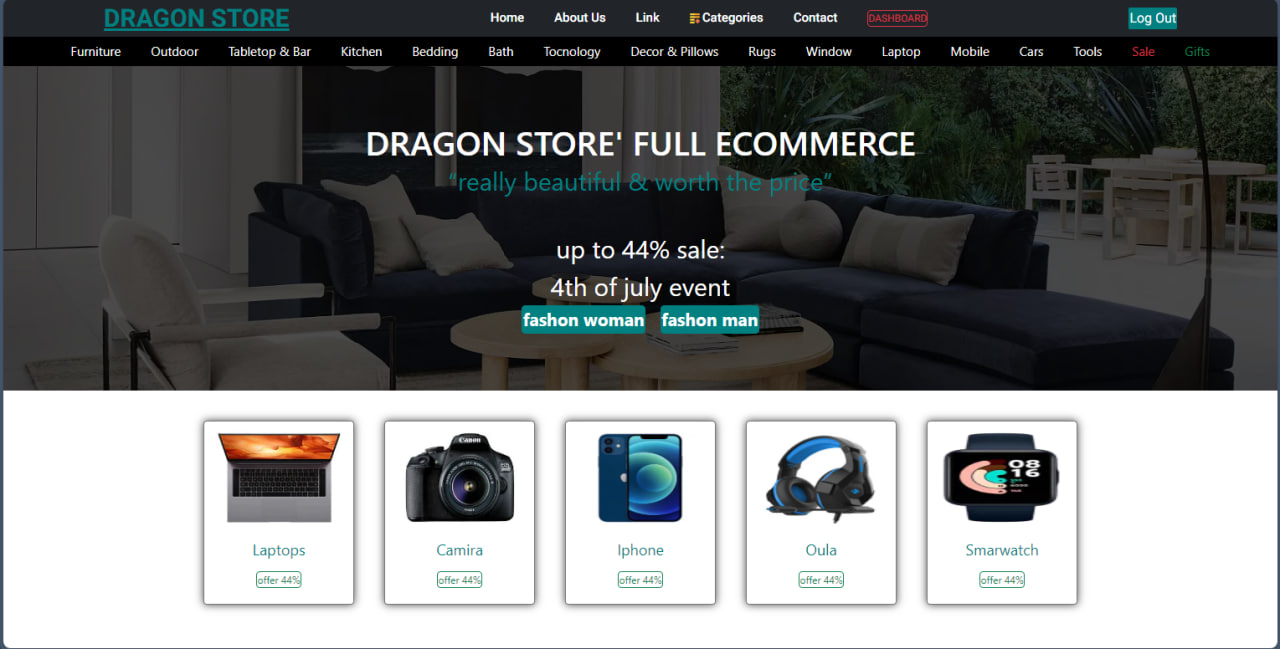 DRAGON STORE
Home About Us Link Categories Contact DASHBOARD Log Out
Furniture Outdoor Tabletop & Bar Kitchen Bedding Bath Tocnology Decor & Pillows Rugs Window Laptop Mobile Cars Tools Sale Gifts
DRAGON STORE' FULL ECOMMERCE
“really beautiful & worth the price”
up to 44% sale:
4th of july event
fashon woman fashon man
Canon
08
16
Laptops Camira Iphone Oula Smarwatch
offer 44% offer 44% offer 44% offer 44% offer 44%